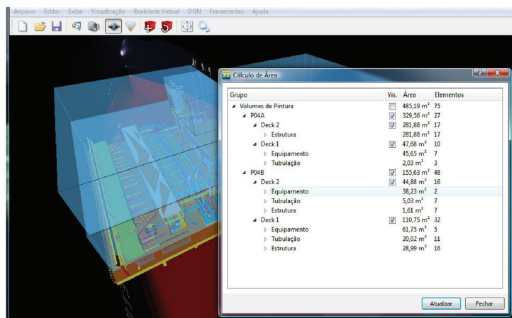 Arquivo Editar Exibir Visualização Realidade Virtual DGN Ferramentas Ajuda
Cálculo de Área
Grupo Vis. Área Elementos
Volumes de Pintura 485,19 m² 75
P04A 329,56 m² 27
Deck 2 281,88 m² 17
Estrutura 281,88 m² 17
Deck 1 47,68 m² 10
Equipamento 45,65 m² 7
Tubulação 2,03 m² 3
P04B 155,63 m² 48
Deck 2 44,88 m² 16
Equipamento 38,23 m² 2
Tubulação 5,03 m² 7
Estrutura 1,61 m² 7
Deck 1 110,75 m² 32
Equipamento 61,75 m² 5
Tubulação 20,02 m² 11
Estrutura 28,99 m² 16
Atualizar Fechar